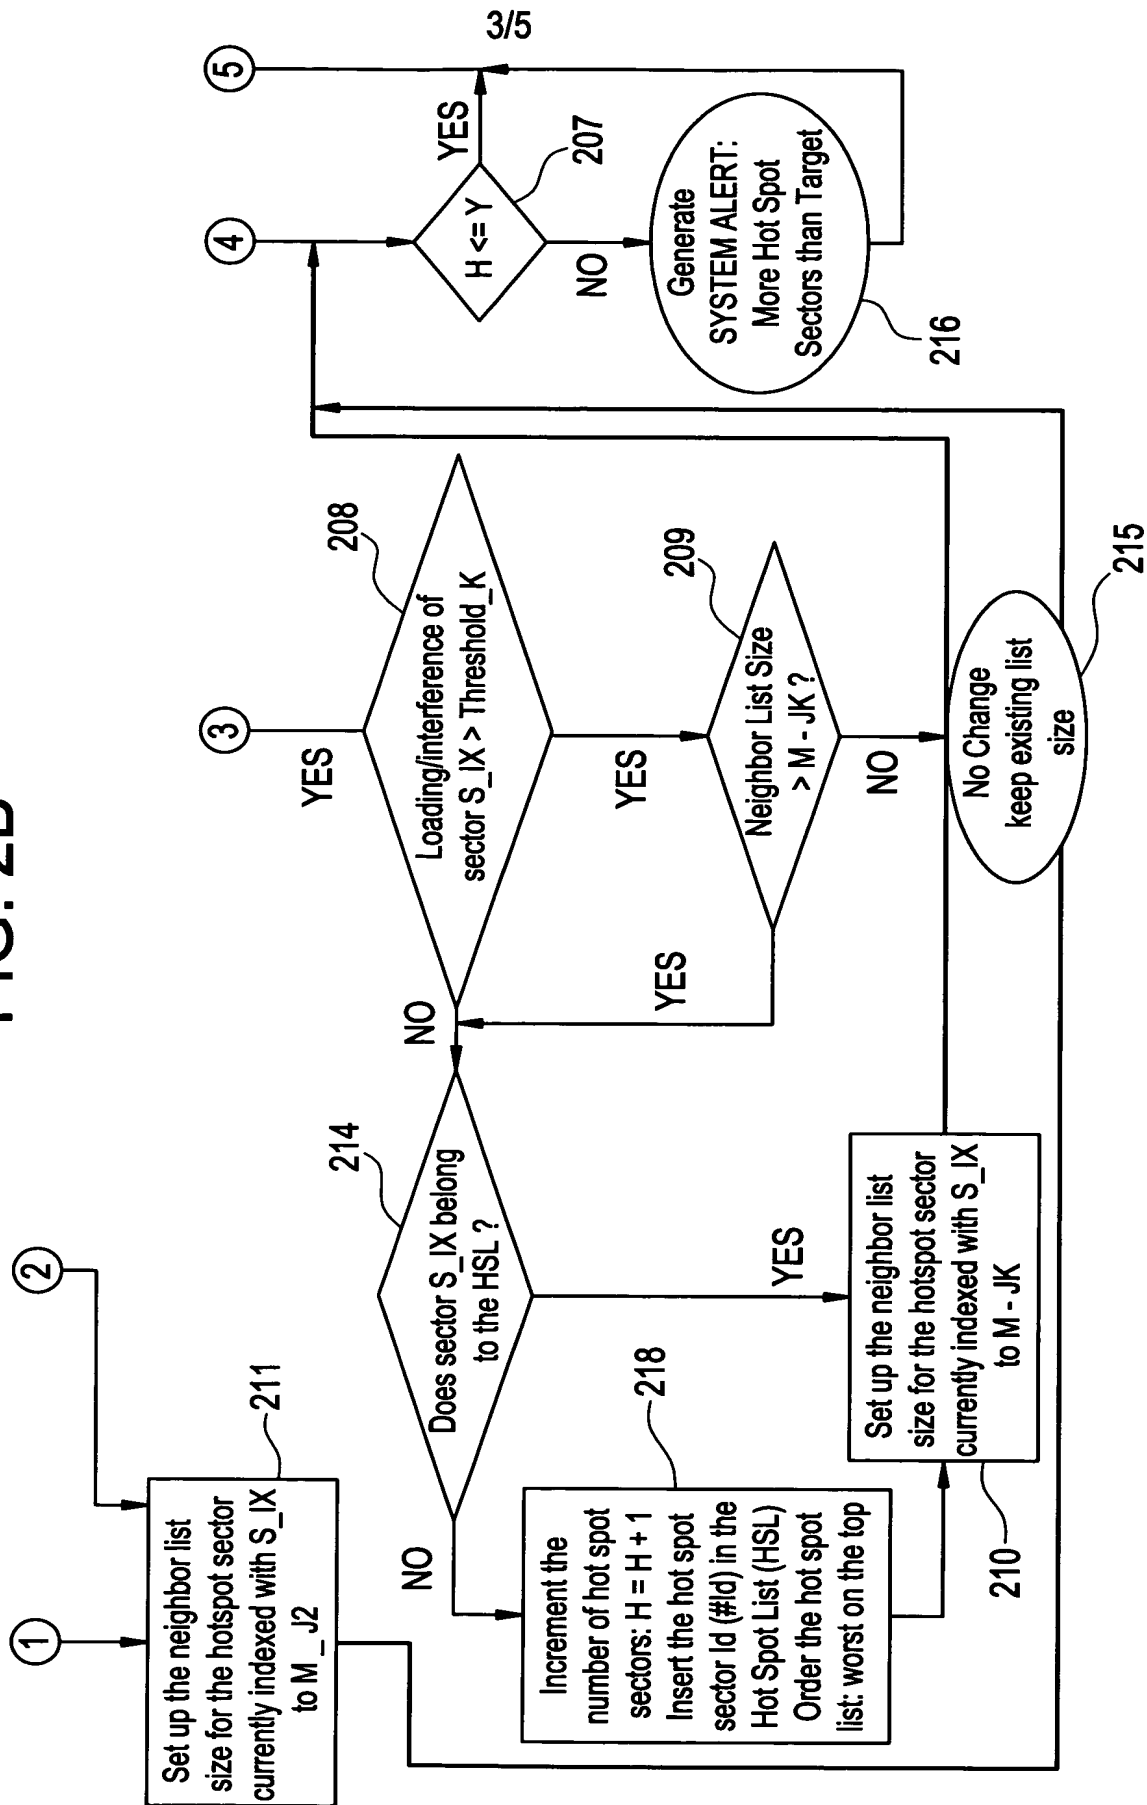 3/5
FIG. 2B
1
2
3
4
5
Set up the neighbor list
size for the hotspot sector
currently indexed with S_IX
to M_J2
211
Does sector S_IX belong
to the HSL ?
214
NO
YES
Loading/interference of
sector S_IX > Threshold_K
208
YES
NO
YES
H <= Y
207
YES
NO
Increment the
number of hot spot
sectors: H = H + 1
Insert the hot spot
sector Id (#Id) in the
Hot Spot List (HSL)
Order the hot spot
list: worst on the top
218
Neighbor List Size
> M - JK ?
209
YES
NO
Generate
SYSTEM ALERT:
More Hot Spot
Sectors than Target
216
Set up the neighbor list
size for the hotspot sector
currently indexed with S_IX
to M - JK
210
No Change
keep existing list
size
215